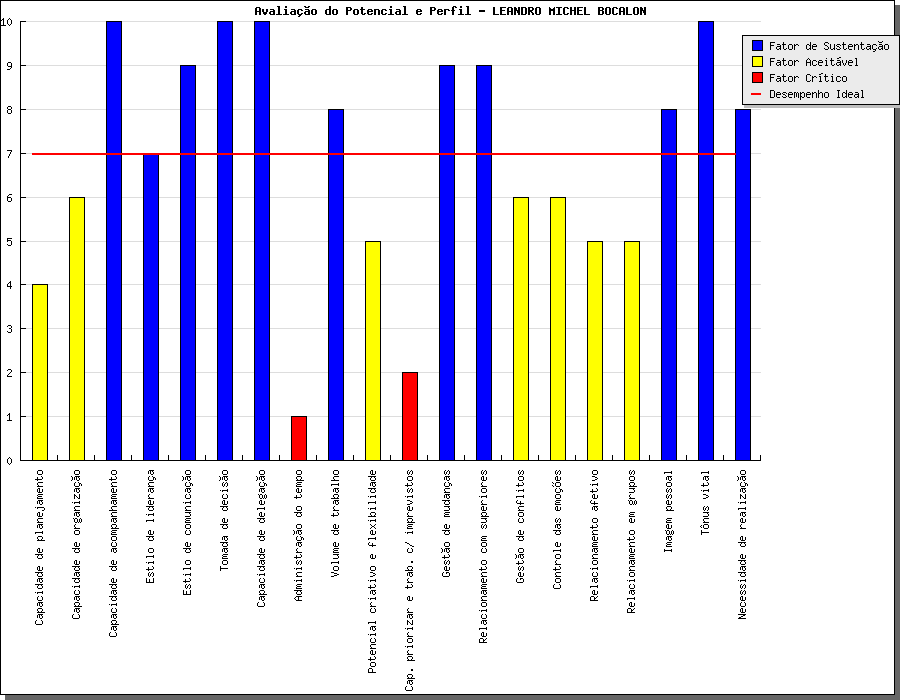 Avaliação do Potencial e Perfil - LEANDRO MICHEL BOCALON
Fator de Sustentação
Fator Aceitável
Fator Crítico
Desempenho Ideal
10
9
8
7
6
5
4
3
2
1
0
Capacidade de planejamento
Capacidade de organização
Capacidade de acompanhamento
Estilo de liderança
Estilo de comunicação
Tomada de decisão
Capacidade de delegação
Administração do tempo
Volume de trabalho
Potencial criativo e flexibilidade
Cap. priorizar e trab. c/ imprevistos
Gestão de mudanças
Relacionamento com superiores
Gestão de conflitos
Controle das emoções
Relacionamento afetivo
Relacionamento em grupos
Imagem pessoal
Tônus vital
Necessidade de realização